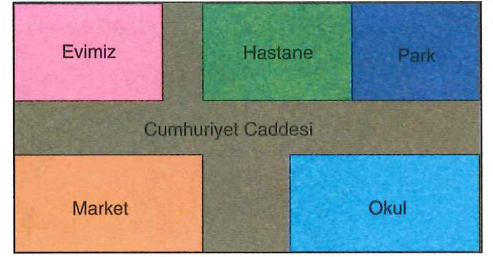 Evimiz
Hastane
Park
Cumhuriyet Caddesi
Market
Okul